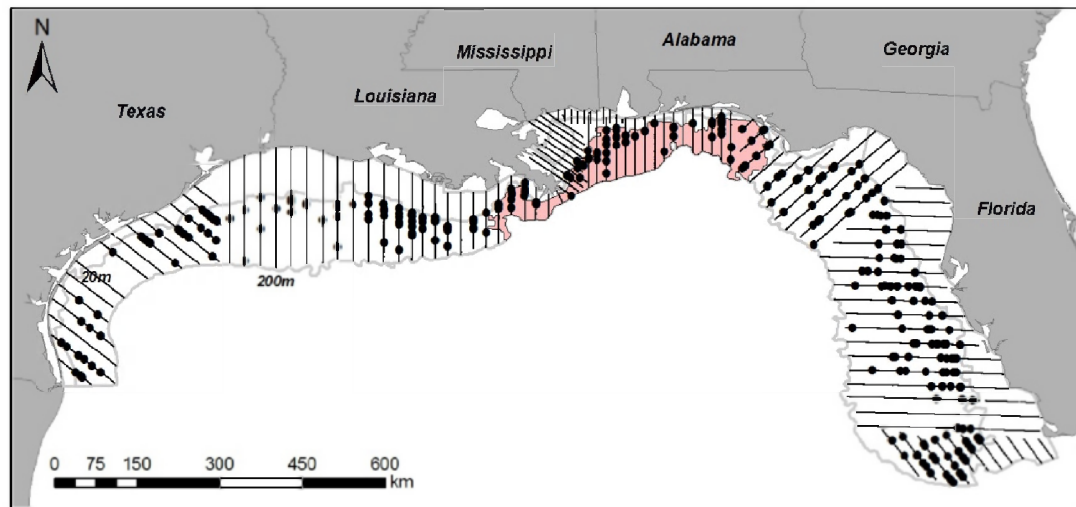 N
Mississippi
Alabama
Georgia
Texas
Louisiana
Florida
20m
200m
0 75 150 300 450 600
km